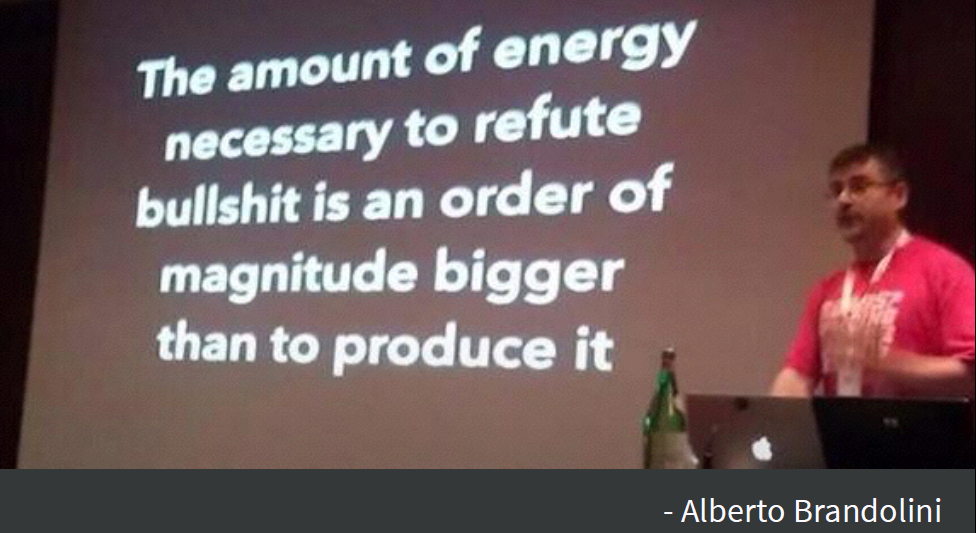 The amount of energy
necessary to refute
bullshit is an order of
magnitude bigger
than to produce it
- Alberto Brandolini